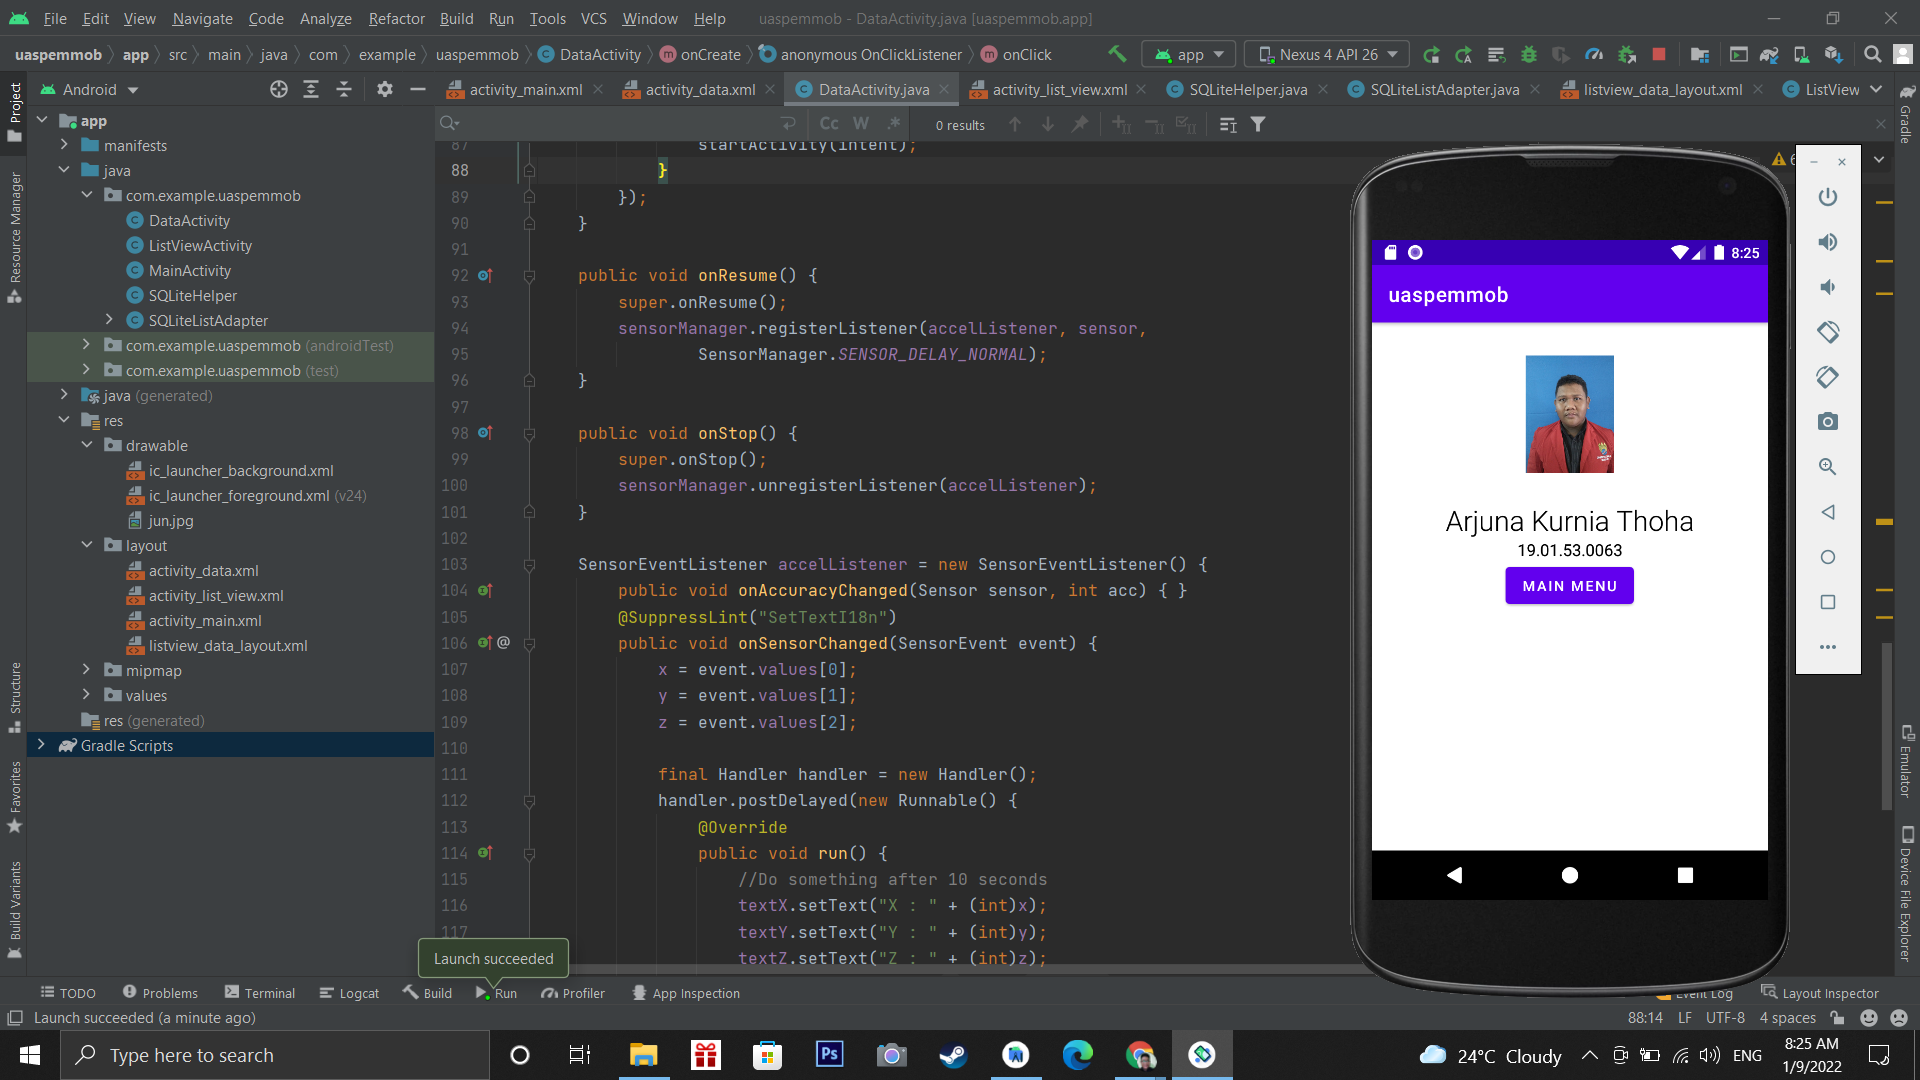 File Edit View Navigate Code Analyze Refactor Build Run Tools VCS Window Help uaspemmob - DataActivity.java [uaspemmob.app]
uaspemmob app src main java com example uaspemmob DataActivity onCreate anonymous OnClickListener onClick app Nexus 4 API 26
Android
activity_main.xml activity_data.xml DataActivity.java activity_list_view.xml SQLiteHelper.java SQLiteListAdapter.java listview_data_layout.xml ListView
Cc W .* 0 results
Project
Resource Manager
Structure
Favorites
Build Variants
app
manifests
java
com.example.uaspemmob
DataActivity
ListViewActivity
MainActivity
SQLiteHelper
SQLiteListAdapter
com.example.uaspemmob (androidTest)
com.example.uaspemmob (test)
java (generated)
res
drawable
ic_launcher_background.xml
ic_launcher_foreground.xml (v24)
jun.jpg
layout
activity_data.xml
activity_list_view.xml
activity_main.xml
listview_data_layout.xml
mipmap
values
res (generated)
Gradle Scripts
87 startActivity(intent);
88 }
89 });
90 }
91
92 public void onResume() {
93 super.onResume();
94 sensorManager.registerListener(accelListener, sensor,
95 SensorManager.SENSOR_DELAY_NORMAL);
96 }
97
98 public void onStop() {
99 super.onStop();
100 sensorManager.unregisterListener(accelListener);
101 }
102
103 SensorEventListener accelListener = new SensorEventListener() {
104 public void onAccuracyChanged(Sensor sensor, int acc) { }
105 @SuppressLint("SetTextI18n")
106 @ public void onSensorChanged(SensorEvent event) {
107 x = event.values[0];
108 y = event.values[1];
109 z = event.values[2];
110
111 final Handler handler = new Handler();
112 handler.postDelayed(new Runnable() {
113 @Override
114 public void run() {
115 //Do something after 10 seconds
116 textX.setText("X : " + (int)x);
117 textY.setText("Y : " + (int)y);
textZ.setText("Z : " + (int)z);
Launch succeeded
6
8:25
uaspemmob
Arjuna Kurnia Thoha
19.01.53.0063
MAIN MENU
Gradle
Emulator
Device File Explorer
TODO Problems Terminal Logcat Build Run Profiler App Inspection Event Log Layout Inspector
Launch succeeded (a minute ago) 88:14 LF UTF-8 4 spaces
Type here to search
Ps
24°C Cloudy
ENG
8:25 AM
1/9/2022